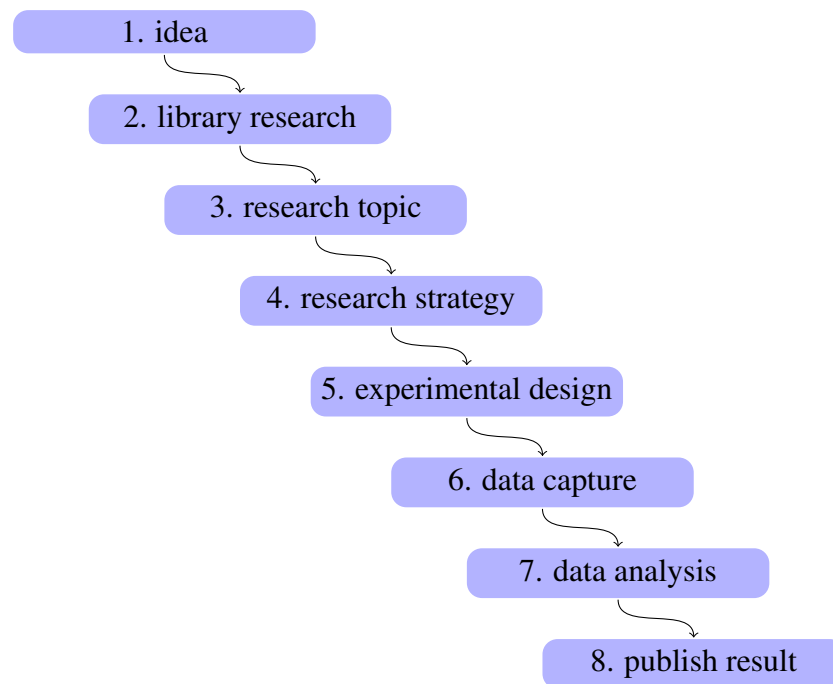 1. idea
2. library research
3. research topic
4. research strategy
5. experimental design
6. data capture
7. data analysis
8. publish result